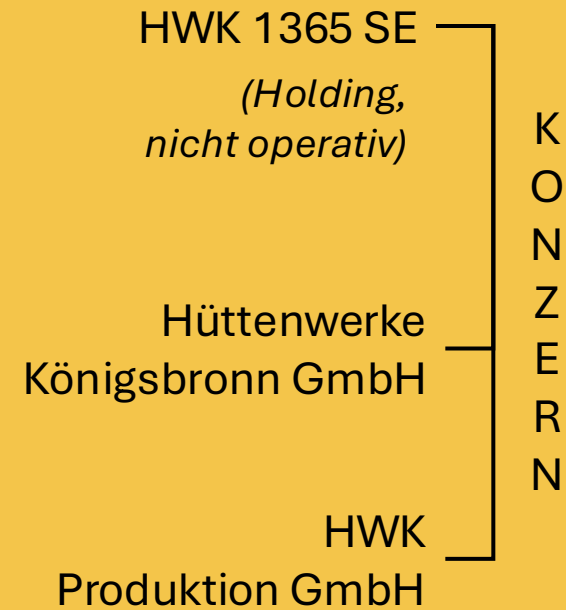 HWK 1365 SE
(Holding,
nicht operativ)
Hüttenwerke
Königsbronn GmbH
HWK
Produktion GmbH
K
O
N
Z
E
R
N